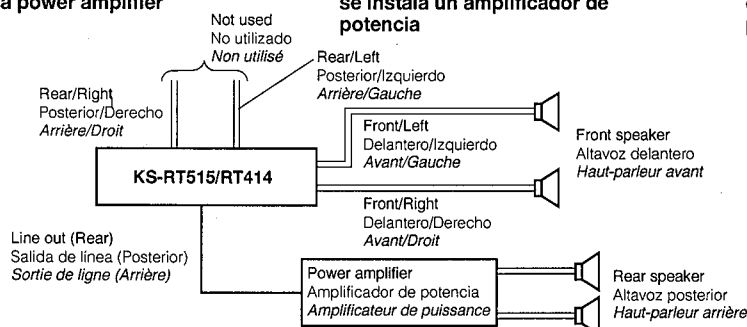 a power amplifier
se instala un amplificador de
potencia
Not used
No utilizado
Non utilisé
Rear/Left
Posterior/Izquierdo
Arrière/Gauche
Rear/Right
Posterior/Derecho
Arrière/Droit
Front/Left
Delantero/Izquierdo
Avant/Gauche
Front speaker
Altavoz delantero
Haut-parleur avant
KS-RT515/RT414
Front/Right
Delantero/Derecho
Avant/Droit
Line out (Rear)
Salida de línea (Posterior)
Sortie de ligne (Arrière)
Power amplifier
Amplificador de potencia
Amplificateur de puissance
Rear speaker
Altavoz posterior
Haut-parleur arrière